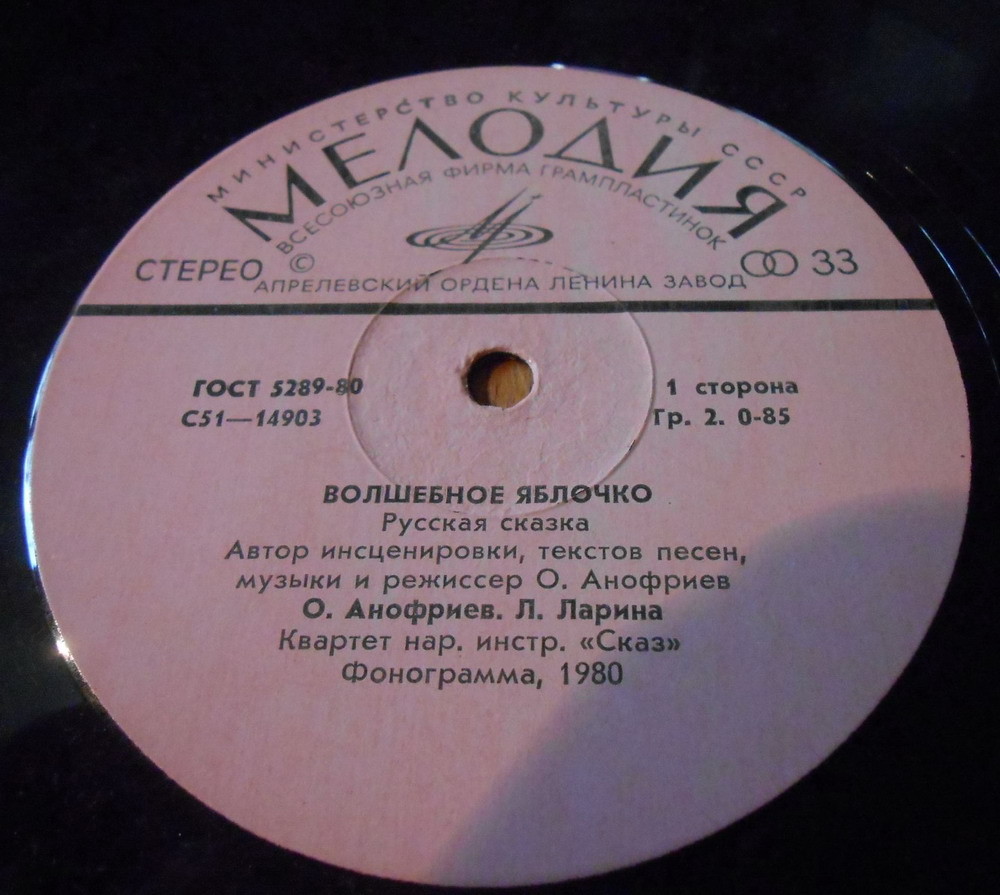 МИНИСТЕРСТВО КУЛЬТУРЫ СССР
МЕЛОДИЯ
ВСЕСОЮЗНАЯ ФИРМА ГРАМПЛАСТИНОК
СТЕРЕО © 33
АПРЕЛЕВСКИЙ ОРДЕНА ЛЕНИНА ЗАВОД
ГОСТ 5289-80 1 сторона
С51—14903 Гр. 2. 0-85
ВОЛШЕБНОЕ ЯБЛОЧКО
Русская сказка
Автор инсценировки, текстов песен,
музыки и режиссер О. Анофриев
О. Анофриев. Л. Ларина
Квартет нар. инстр. «Сказ»
Фонограмма, 1980